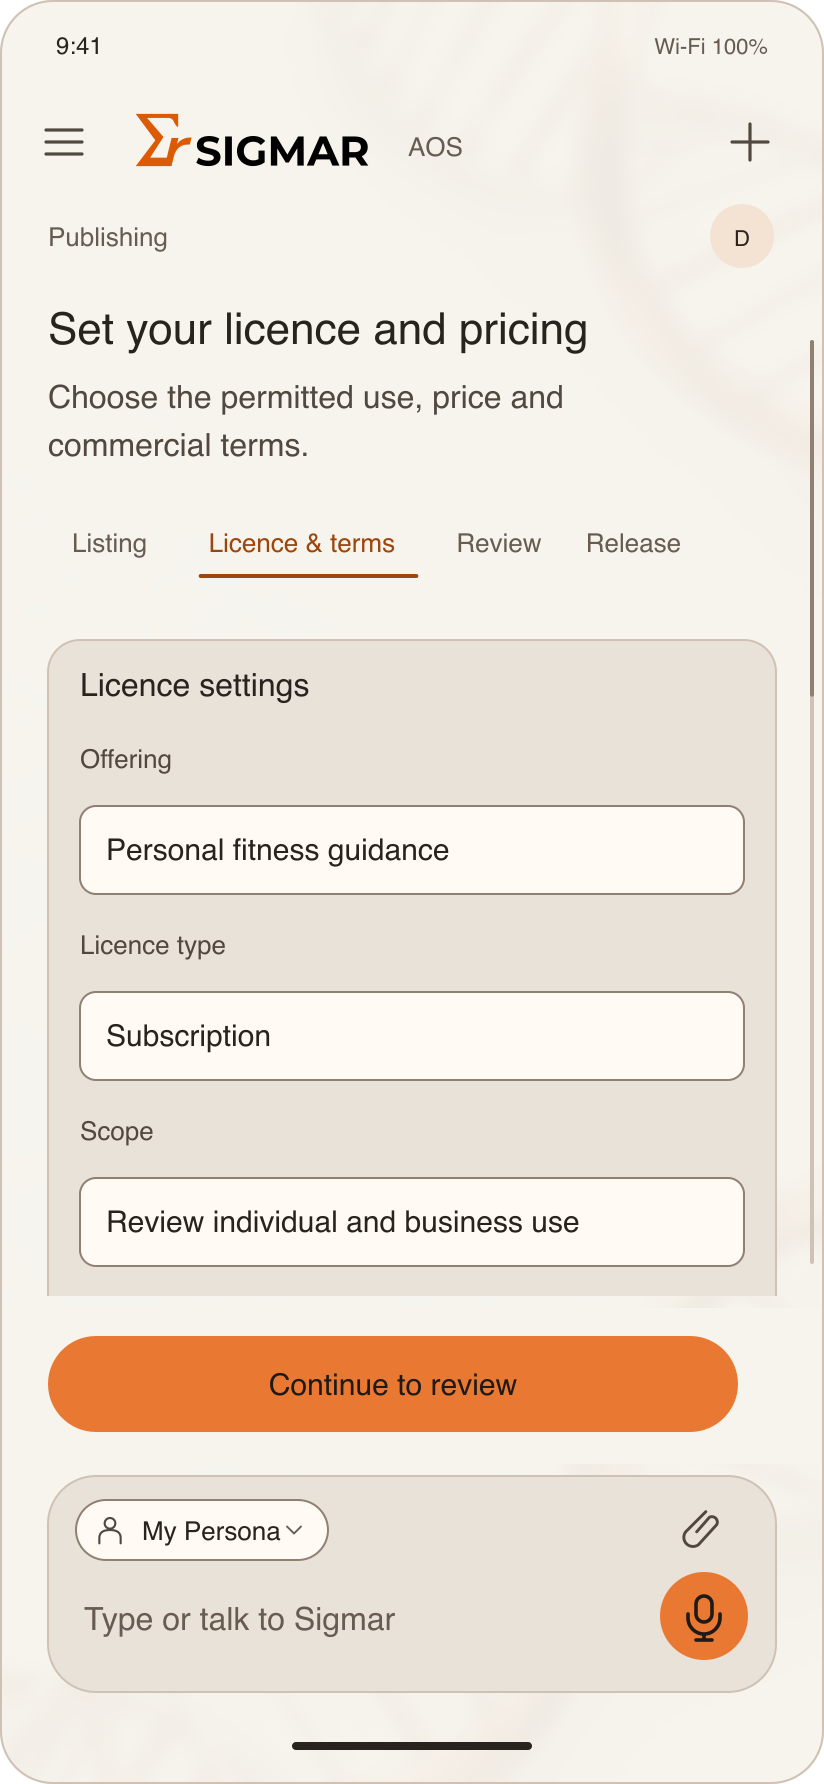 9:41
Wi-Fi 100%
Σr SIGMAR
AOS
Publishing
D
Set your licence and pricing
Choose the permitted use, price and
commercial terms.
Listing
Licence & terms
Review
Release
Licence settings
Offering
Personal fitness guidance
Licence type
Subscription
Scope
Review individual and business use
Continue to review
My Persona
Type or talk to Sigmar